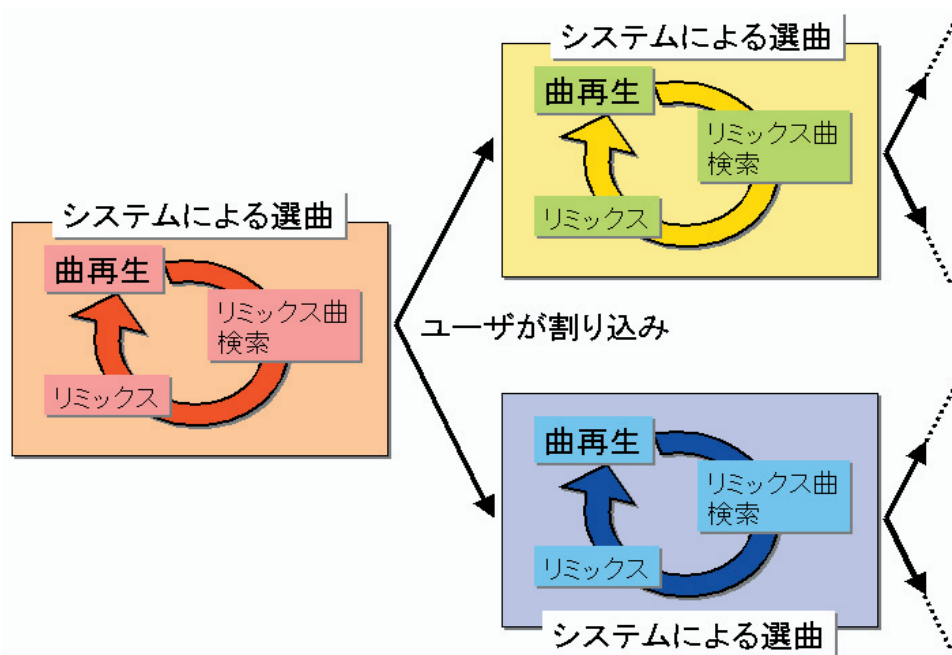 システムによる選曲
曲再生
リミックス曲
検索
リミックス
ユーザが割り込み
システムによる選曲
曲再生
リミックス曲
検索
リミックス
曲再生
リミックス曲
検索
リミックス
システムによる選曲